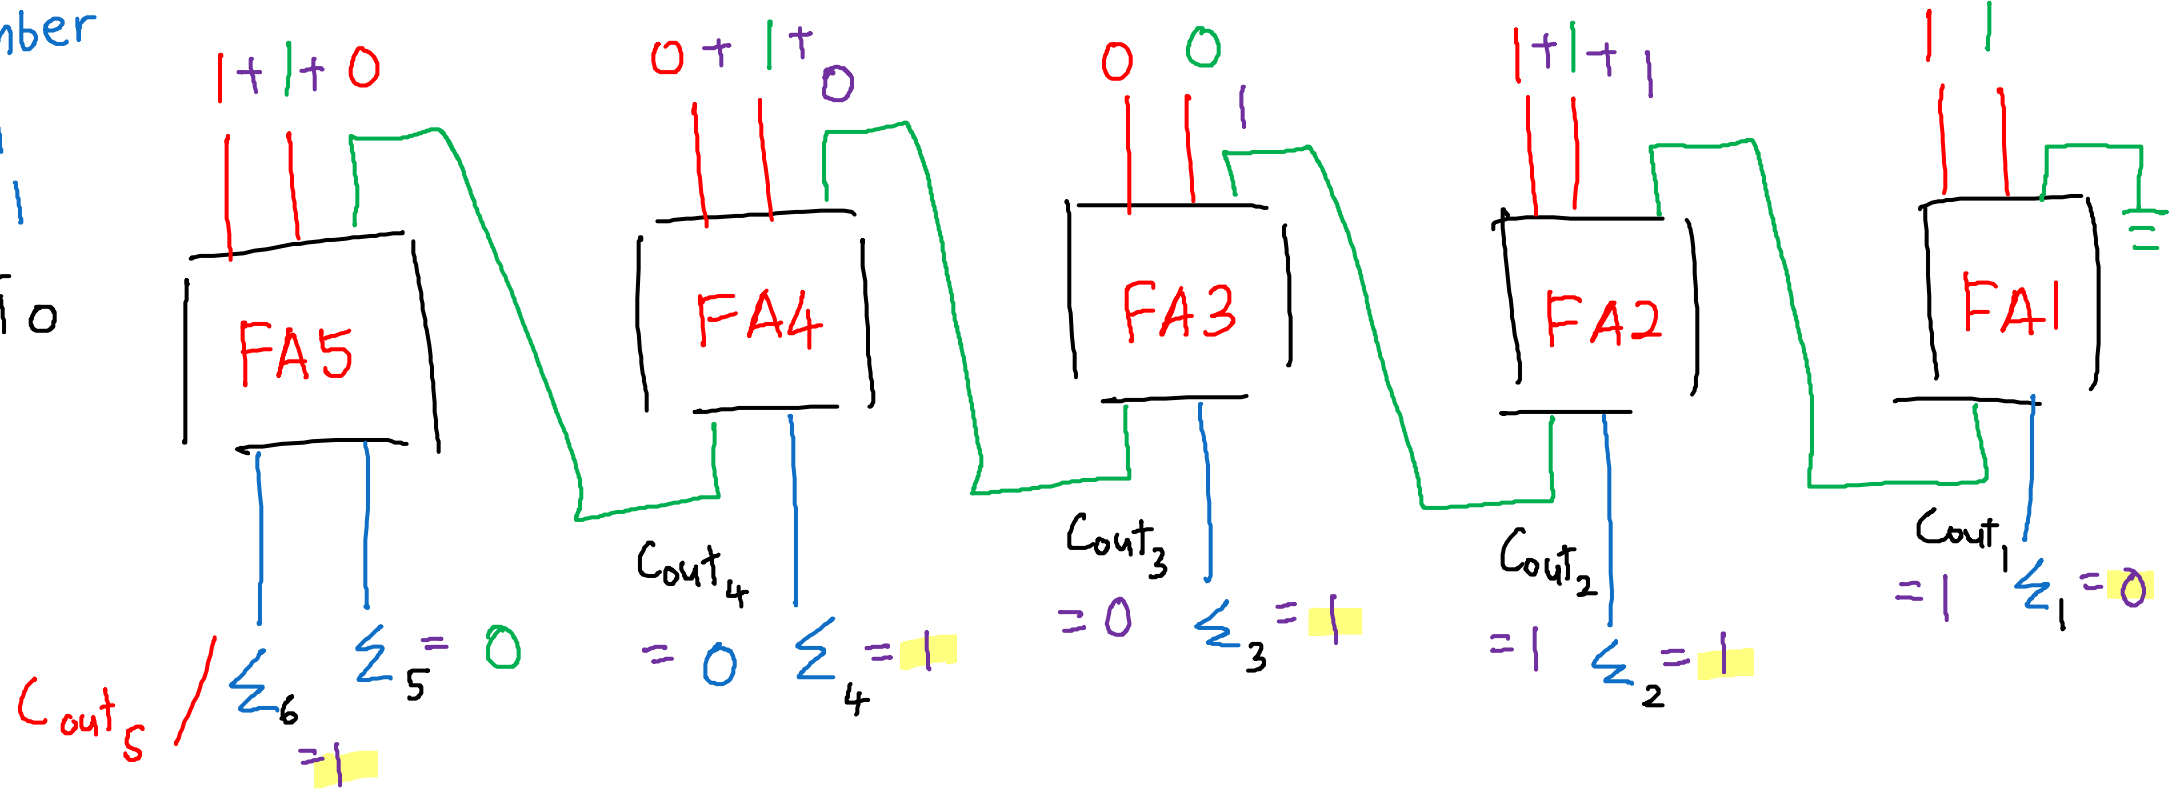 1 + 1 + 0
0 + 1 + 0
0 0 1
1 + 1 + 1
1 1
FA5
FA4
FA3
FA2
FA1
To
Cout5 / Σ6 = 1
Σ5 = 0
Cout4 = 0
Σ4 = 1
Cout3 = 0
Σ3 = 1
Cout2 = 1
Σ2 = 1
Cout1 = 1
Σ1 = 0